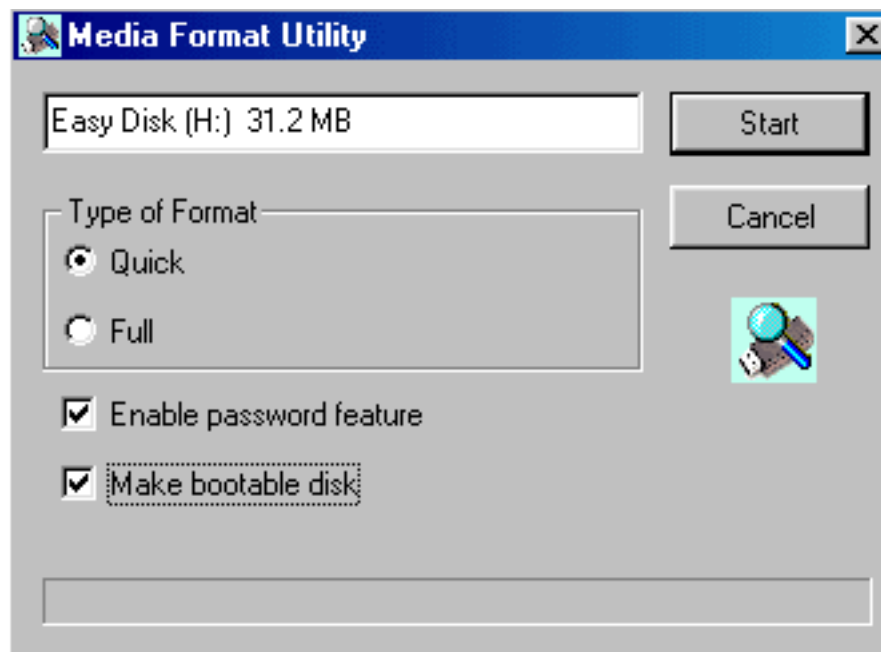 Media Format Utility
Easy Disk (H:) 31.2 MB
Start
Cancel
Type of Format
Quick
Full
Enable password feature
Make bootable disk